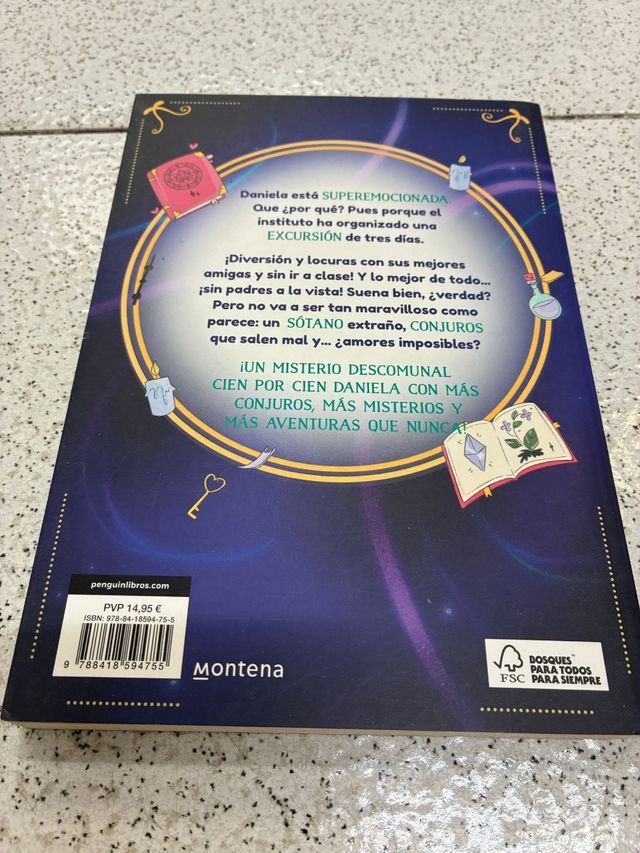 Daniela está SUPEREMOCIONADA.
Que ¿por qué? Pues porque el
instituto ha organizado una
EXCURSIÓN de tres días.
¡Diversión y locuras con sus mejores
amigas y sin ir a clase! Y lo mejor de todo...
¡sin padres a la vista! Suena bien, ¿verdad?
Pero no va a ser tan maravilloso como
parece: un SÓTANO extraño, CONJUROS
que salen mal y... ¿amores imposibles?
¡UN MISTERIO DESCOMUNAL
CIEN POR CIEN DANIELA CON MÁS
CONJUROS, MÁS MISTERIOS Y
MÁS AVENTURAS QUE NUNCA!
penguinlibros.com
PVP 14,95 €
ISBN: 978-84-18594-75-5
9 788418 594755
Montena
FSC
BOSQUES™
PARA TODOS
PARA SIEMPRE